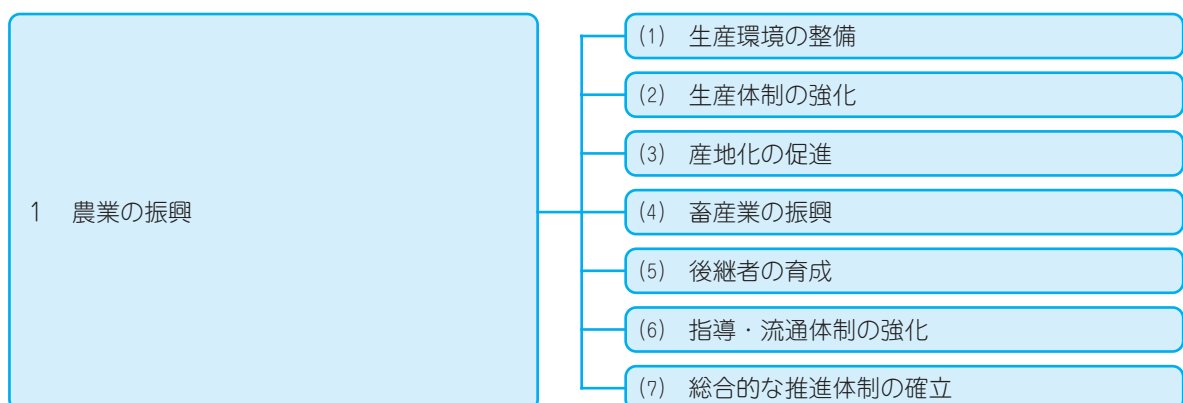 1　農業の振興
(1)　生産環境の整備
(2)　生産体制の強化
(3)　産地化の促進
(4)　畜産業の振興
(5)　後継者の育成
(6)　指導・流通体制の強化
(7)　総合的な推進体制の確立